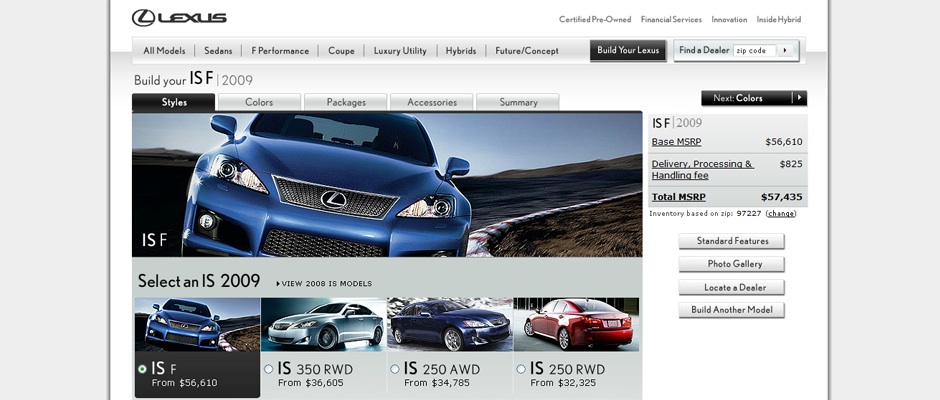 LEXUS
Certified Pre-Owned Financial Services Innovation Inside Hybrid
All Models Sedans F Performance Coupe Luxury Utility Hybrids Future/Concept Build Your Lexus Find a Dealer zip code
Build your IS F 2009
Styles Colors Packages Accessories Summary
Next: Colors
IS F 2009
Base MSRP $56,610
Delivery, Processing & $825
Handling fee
Total MSRP $57,435
Inventory based on zip: 97227 (change)
Standard Features
Photo Gallery
Locate a Dealer
Build Another Model
IS F
Select an IS 2009 VIEW 2008 IS MODELS
IS F
From $56,610
IS 350 RWD
From $36,605
IS 250 AWD
From $34,785
IS 250 RWD
From $32,325